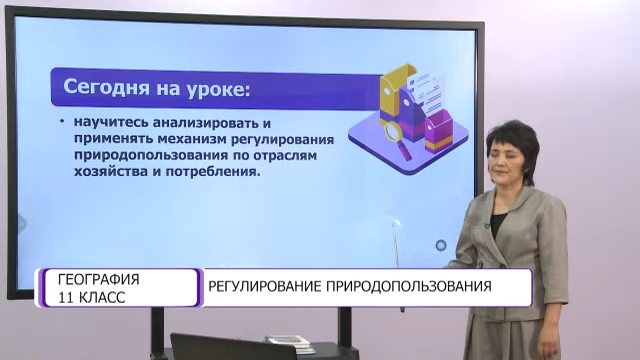 Сегодня на уроке:
• научитесь анализировать и
применять механизм регулирования
природопользования по отраслям
хозяйства и потребления.
ГЕОГРАФИЯ
11 КЛАСС
РЕГУЛИРОВАНИЕ ПРИРОДОПОЛЬЗОВАНИЯ